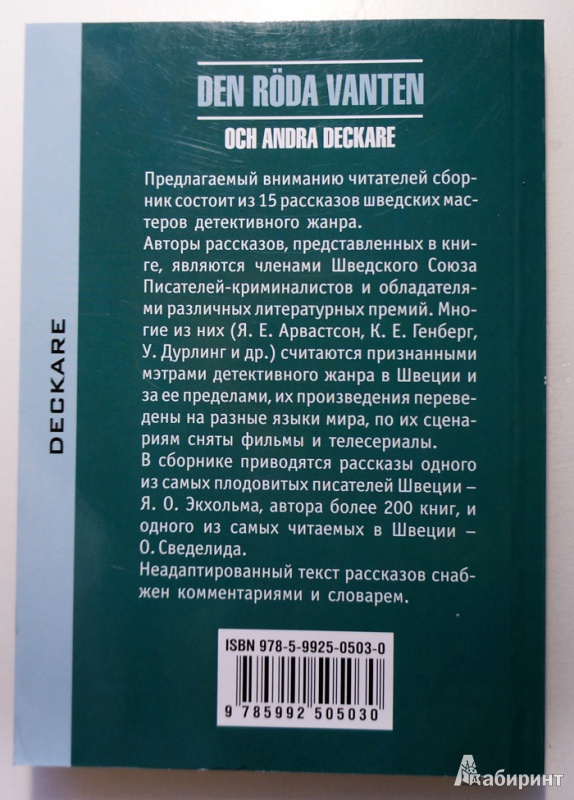 DEN RÖDA VANTEN
OCH ANDRA DECKARE
Предлагаемый вниманию читателей сбор-
ник состоит из 15 рассказов шведских мас-
теров детективного жанра.
Авторы рассказов, представленных в кни-
ге, являются членами Шведского Союза
Писателей-криминалистов и обладателя-
ми различных литературных премий. Мно-
гие из них (Я. Е. Арвастсон, К. Е. Генберг,
У. Дурлинг и др.) считаются признанными
мэтрами детективного жанра в Швеции и
за ее пределами, их произведения переве-
дены на разные языки мира, по их сцена-
риям сняты фильмы и телесериалы.
В сборнике приводятся рассказы одного
из самых плодовитых писателей Швеции –
Я. О. Экхольма, автора более 200 книг, и
одного из самых читаемых в Швеции –
О. Сведелида.
Неадаптированный текст рассказов снаб-
жен комментариями и словарем.
DECKARE
ISBN 978-5-9925-0503-0
9 785992 505030
Лабиринт